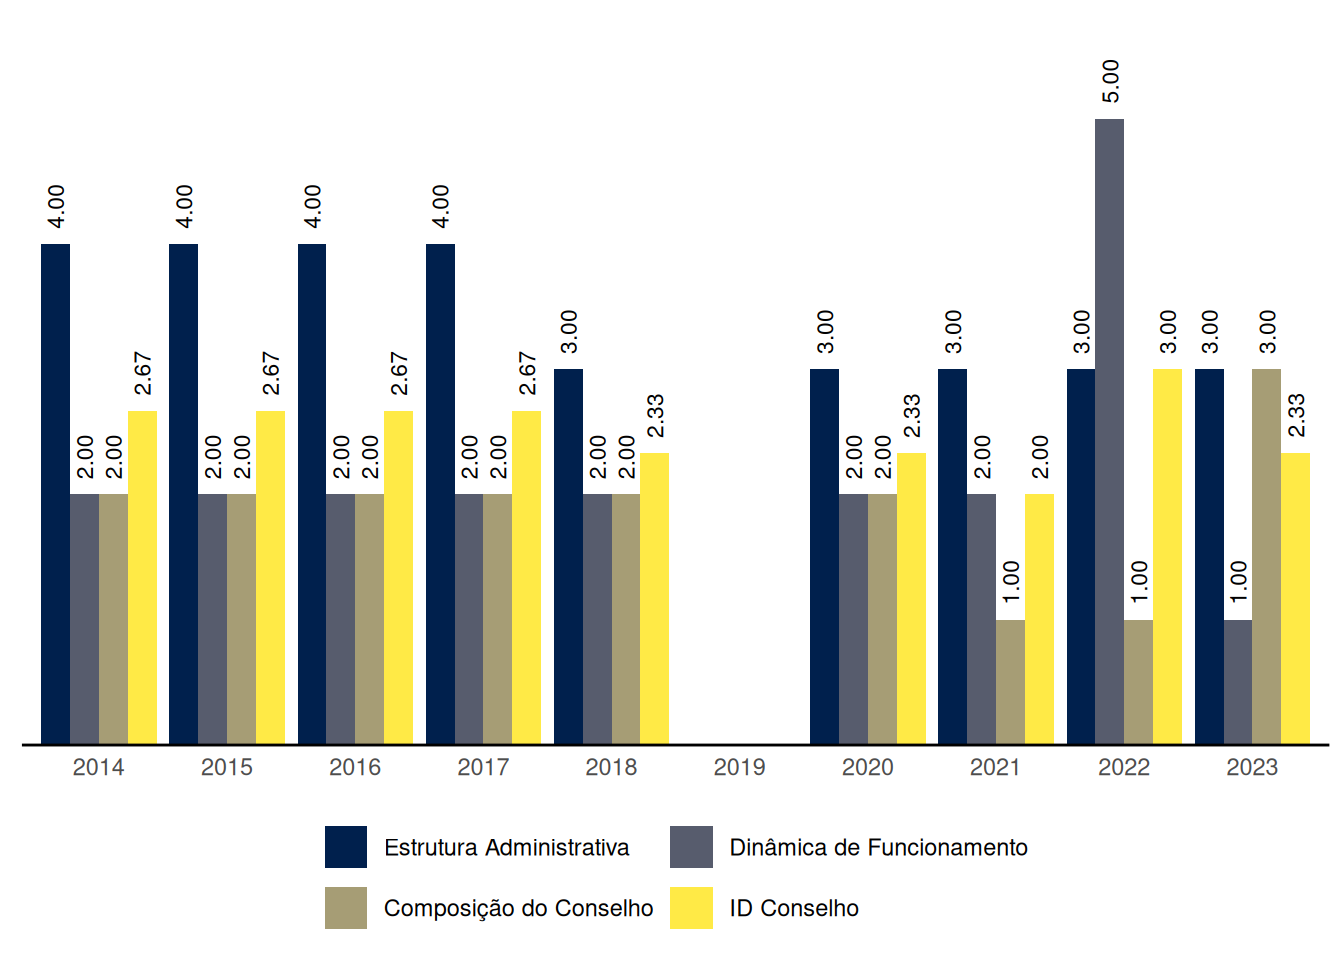 4.00 2.00 2.00 2.67 4.00 2.00 2.00 2.67 4.00 2.00 2.00 2.67 4.00 2.00 2.00 2.67 3.00 2.00 2.00 2.33 3.00 2.00 2.00 2.33 3.00 2.00 1.00 2.00 3.00 5.00 1.00 3.00 3.00 1.00 3.00 2.33
2014 2015 2016 2017 2018 2019 2020 2021 2022 2023
Estrutura Administrativa Dinâmica de Funcionamento
Composição do Conselho ID Conselho